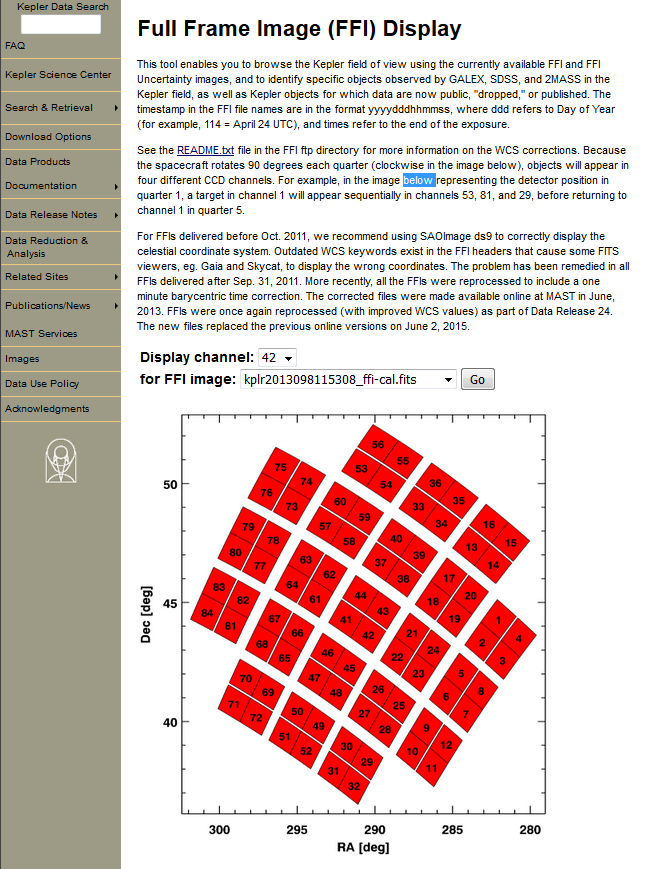 Kepler Data Search
FAQ
Kepler Science Center
Search & Retrieval
Download Options
Data Products
Documentation
Data Release Notes
Data Reduction &
Analysis
Related Sites
Publications/News
MAST Services
Images
Data Use Policy
Acknowledgments
Full Frame Image (FFI) Display
This tool enables you to browse the Kepler field of view using the currently available FFI and FFI
Uncertainty images, and to identify specific objects observed by GALEX, SDSS, and 2MASS in the
Kepler field, as well as Kepler objects for which data are now public, "dropped," or published. The
timestamp in the FFI file names are in the format yyyydddhhmmss, where ddd refers to Day of Year
(for example, 114 = April 24 UTC), and times refer to the end of the exposure.
See the README.txt file in the FFI ftp directory for more information on the WCS corrections. Because
the spacecraft rotates 90 degrees each quarter (clockwise in the image below), objects will appear in
four different CCD channels. For example, in the image below representing the detector position in
quarter 1, a target in channel 1 will appear sequentially in channels 53, 81, and 29, before returning to
channel 1 in quarter 5.
For FFIs delivered before Oct. 2011, we recommend using SAOImage ds9 to correctly display the
celestial coordinate system. Outdated WCS keywords exist in the FFI headers that cause some FITS
viewers, eg. Gaia and Skycat, to display the wrong coordinates. The problem has been remedied in all
FFIs delivered after Sep. 31, 2011. More recently, all the FFIs were reprocessed to include a one
minute barycentric time correction. The corrected files were made available online at MAST in June,
2013. FFIs were once again reprocessed (with improved WCS values) as part of Data Release 24.
The new files replaced the previous online versions on June 2, 2015.
Display channel: 42
for FFI image: kplr2013098115308_ffi-cal.fits Go
56 55
53 54
75 74
76 73
36 35
33 34
60 59
57 58
16 15
13 14
79 78
80 77
40 39
37 38
63 62
64 61
17 20
18 19
83 82
84 81
44 43
41 42
1 4
2 3
67 66
68 65
21 24
22 23
46 45
47 48
5 8
6 7
70 69
71 72
26 25
27 28
50 49
51 52
9 12
10 11
30 29
31 32
50
45
40
Dec [deg]
300 295 290 285 280
RA [deg]